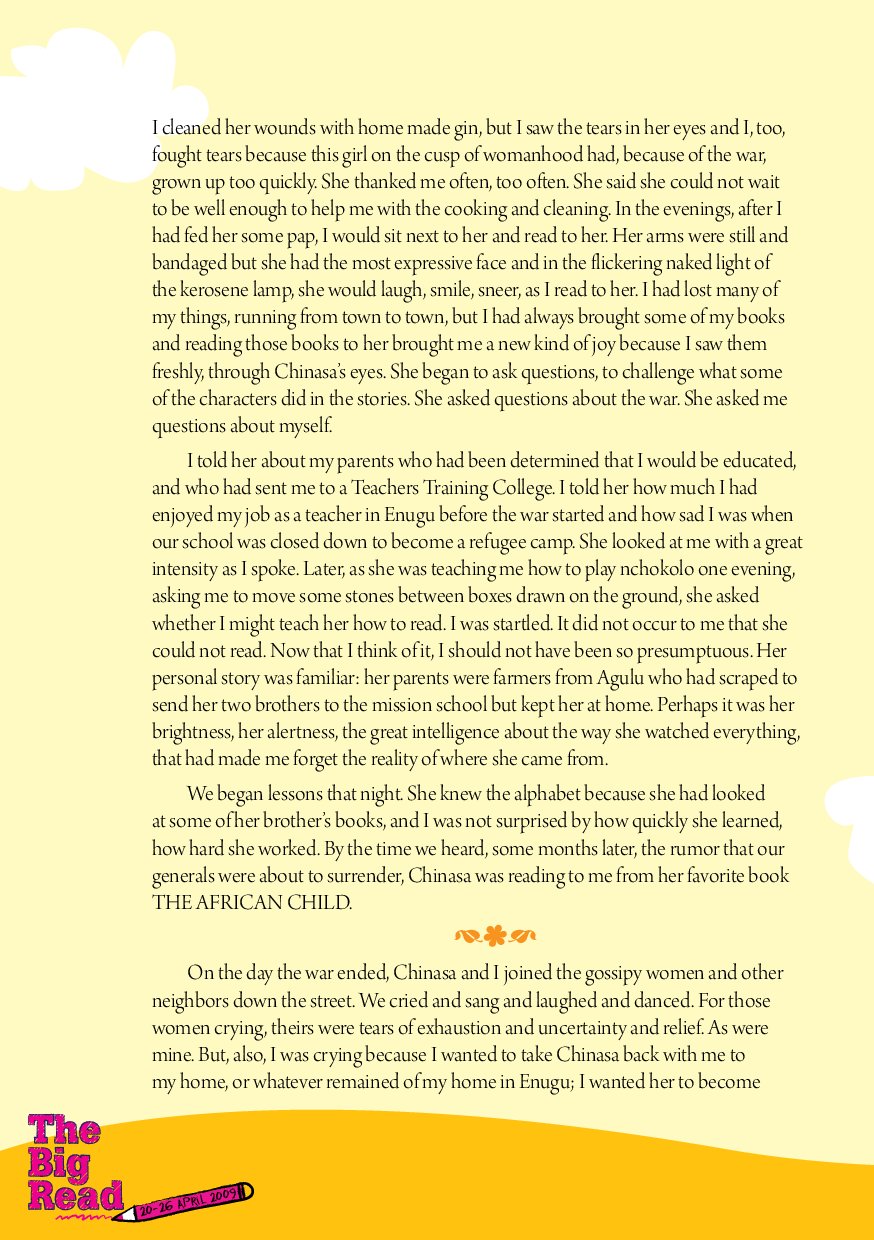 I cleaned her wounds with home made gin, but I saw the tears in her eyes and I, too,
fought tears because this girl on the cusp of womanhood had, because of the war,
grown up too quickly. She thanked me often, too often. She said she could not wait
to be well enough to help me with the cooking and cleaning. In the evenings, after I
had fed her some pap, I would sit next to her and read to her. Her arms were still and
bandaged but she had the most expressive face and in the flickering naked light of
the kerosene lamp, she would laugh, smile, sneer, as I read to her. I had lost many of
my things, running from town to town, but I had always brought some of my books
and reading those books to her brought me a new kind of joy because I saw them
freshly, through Chinasa’s eyes. She began to ask questions, to challenge what some
of the characters did in the stories. She asked questions about the war. She asked me
questions about myself.
I told her about my parents who had been determined that I would be educated,
and who had sent me to a Teachers Training College. I told her how much I had
enjoyed my job as a teacher in Enugu before the war started and how sad I was when
our school was closed down to become a refugee camp. She looked at me with a great
intensity as I spoke. Later, as she was teaching me how to play nchokolo one evening,
asking me to move some stones between boxes drawn on the ground, she asked
whether I might teach her how to read. I was startled. It did not occur to me that she
could not read. Now that I think of it, I should not have been so presumptuous. Her
personal story was familiar: her parents were farmers from Agulu who had scraped to
send her two brothers to the mission school but kept her at home. Perhaps it was her
brightness, her alertness, the great intelligence about the way she watched everything,
that had made me forget the reality of where she came from.
We began lessons that night. She knew the alphabet because she had looked
at some of her brother’s books, and I was not surprised by how quickly she learned,
how hard she worked. By the time we heard, some months later, the rumor that our
generals were about to surrender, Chinasa was reading to me from her favorite book
THE AFRICAN CHILD.
On the day the war ended, Chinasa and I joined the gossipy women and other
neighbors down the street. We cried and sang and laughed and danced. For those
women crying, theirs were tears of exhaustion and uncertainty and relief. As were
mine. But, also, I was crying because I wanted to take Chinasa back with me to
my home, or whatever remained of my home in Enugu; I wanted her to become
The
Big
Read
20-26 APRIL 2009